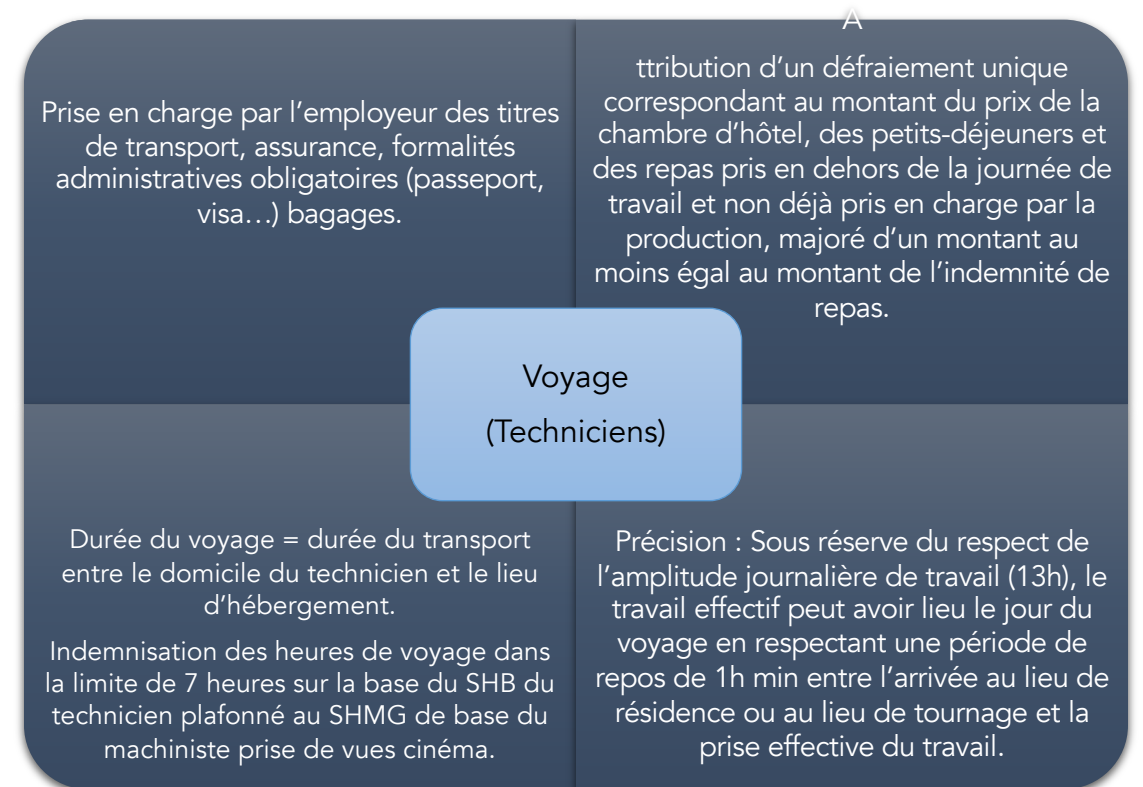 Prise en charge par l’employeur des titres
de transport, assurance, formalités
administratives obligatoires (passeport,
visa…) bagages.
A
ttribution d’un défraiement unique
correspondant au montant du prix de la
chambre d’hôtel, des petits-déjeuners et
des repas pris en dehors de la journée de
travail et non déjà pris en charge par la
production, majoré d’un montant au
moins égal au montant de l’indemnité de
repas.
Voyage
(Techniciens)
Durée du voyage = durée du transport
entre le domicile du technicien et le lieu
d’hébergement.
Indemnisation des heures de voyage dans
la limite de 7 heures sur la base du SHB du
technicien plafonné au SHMG de base du
machiniste prise de vues cinéma.
Précision : Sous réserve du respect de
l’amplitude journalière de travail (13h), le
travail effectif peut avoir lieu le jour du
voyage en respectant une période de
repos de 1h min entre l’arrivée au lieu de
résidence ou au lieu de tournage et la
prise effective du travail.